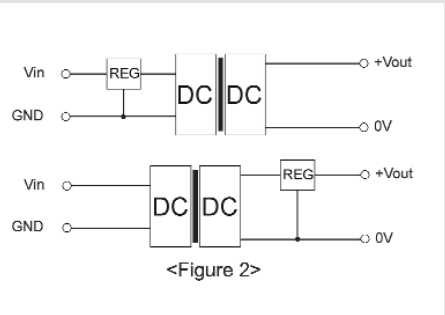 Vin REG DC DC +Vout
GND 0V
Vin DC DC REG +Vout
GND 0V
<Figure 2>